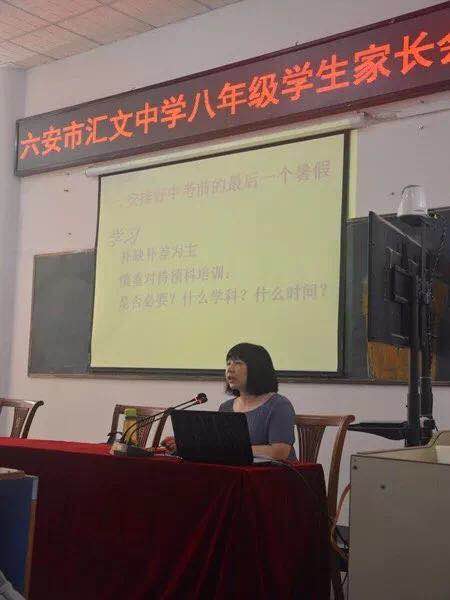 六安市汇文中学八年级学生家长会
、安排好中考前的最后一个暑假
学习
补缺补差为主
慎重对待预科培训：
是否必要？什么学科？什么时间？